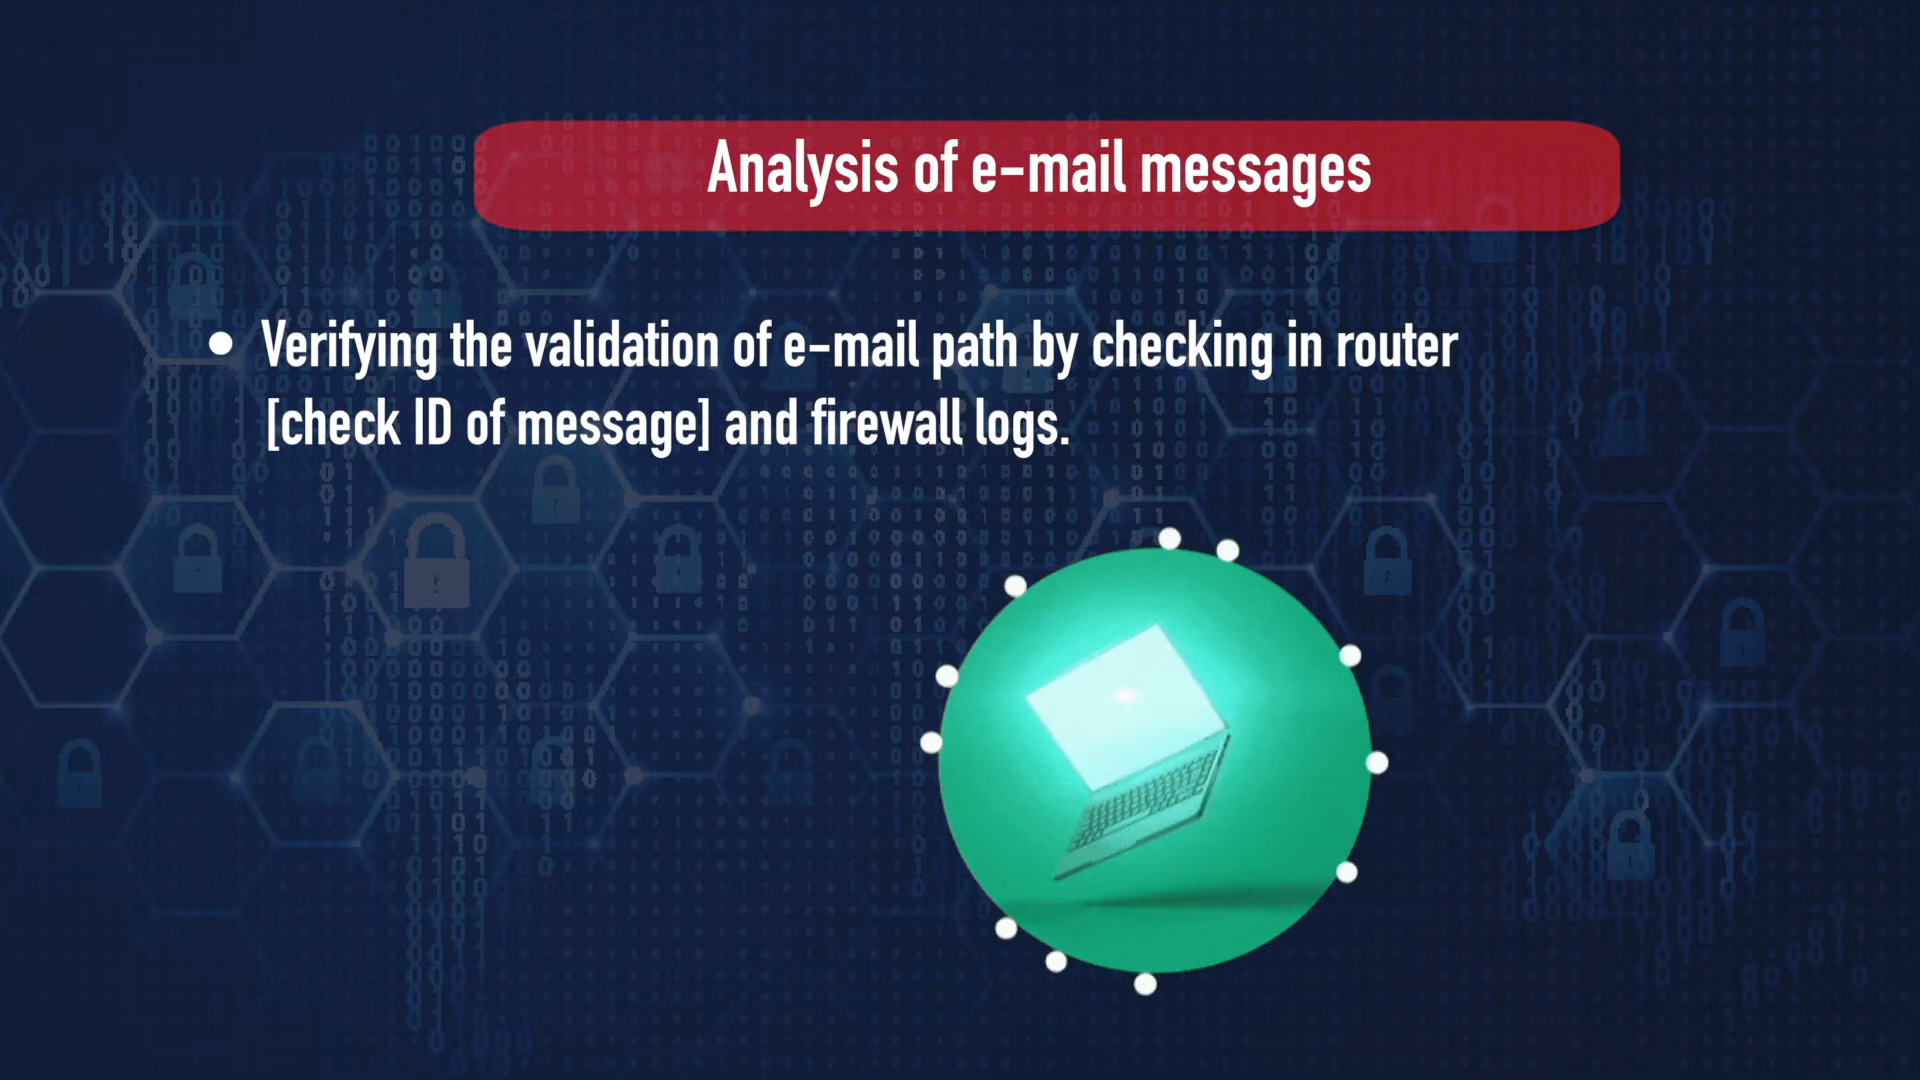 Analysis of e-mail messages
• Verifying the validation of e-mail path by checking in router
[check ID of message] and firewall logs.